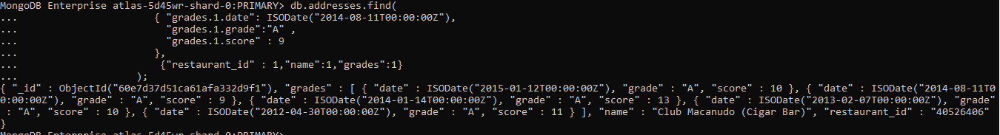 MongoDB Enterprise atlas-5d45wr-shard-0:PRIMARY> db.addresses.find(
... { "grades.1.date": ISODate("2014-08-11T00:00:00Z"),
... "grades.1.grade":"A" ,
... "grades.1.score" : 9
... },
... {"restaurant_id" : 1,"name":1,"grades":1}
... );
{ "_id" : ObjectId("60e7d37d51ca61afa332d9f1"), "grades" : [ { "date" : ISODate("2015-01-12T00:00:00Z"), "grade" : "A", "score" : 10 }, { "date" : ISODate("2014-08-11T0
0:00:00Z"), "grade" : "A", "score" : 9 }, { "date" : ISODate("2014-01-14T00:00:00Z"), "grade" : "A", "score" : 13 }, { "date" : ISODate("2013-02-07T00:00:00Z"), "grade"
: "A", "score" : 10 }, { "date" : ISODate("2012-04-30T00:00:00Z"), "grade" : "A", "score" : 11 } ], "name" : "Club Macanudo (Cigar Bar)", "restaurant_id" : "40526406"
}
MongoDB Enterprise atlas-5d45wr-shard-0:PRIMARY>